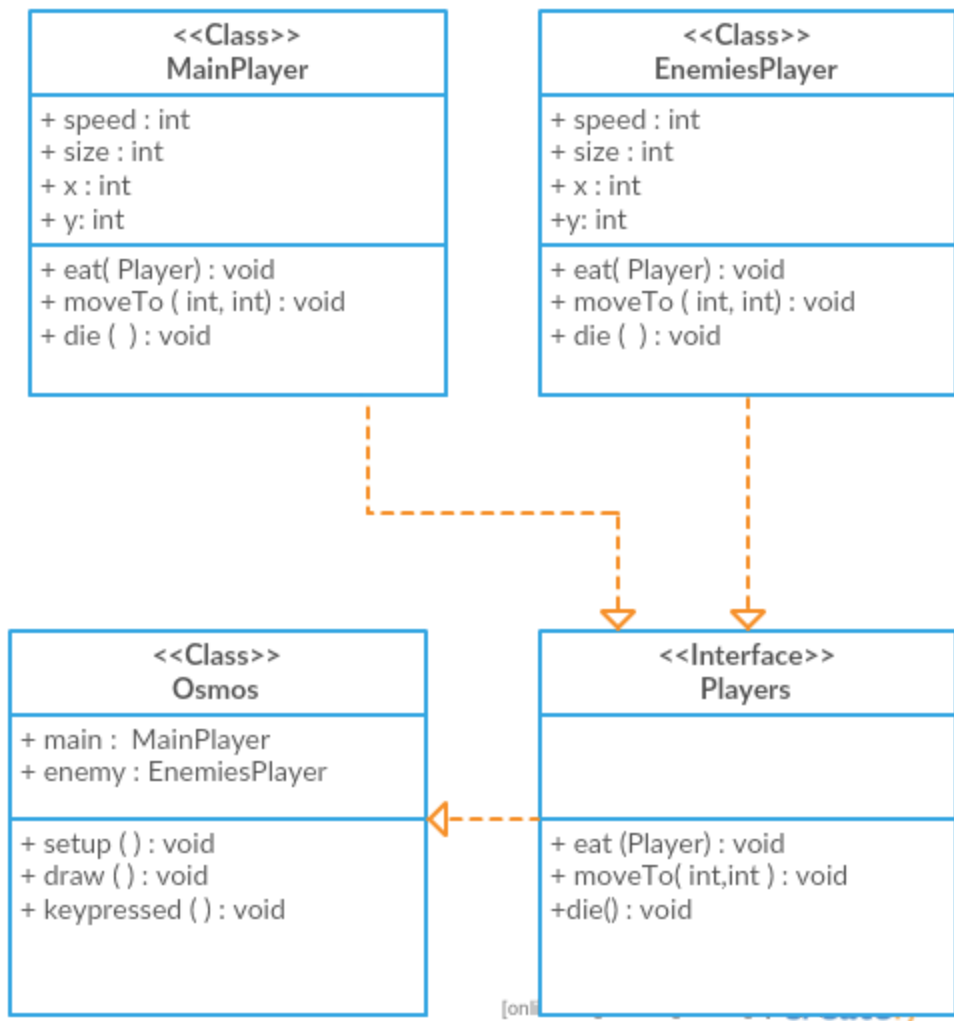 <<Class>>
MainPlayer
+ speed : int
+ size : int
+ x : int
+ y: int
+ eat( Player) : void
+ moveTo ( int, int) : void
+ die (  ) : void
<<Class>>
EnemiesPlayer
+ speed : int
+ size : int
+ x : int
+y: int
+ eat( Player) : void
+ moveTo ( int, int) : void
+ die (  ) : void
<<Class>>
Osmos
+ main :  MainPlayer
+ enemy : EnemiesPlayer
+ setup ( ) : void
+ draw ( ) : void
+ keypressed ( ) : void
<<Interface>>
Players
+ eat (Player) : void
+ moveTo( int,int ) : void
+die() : void